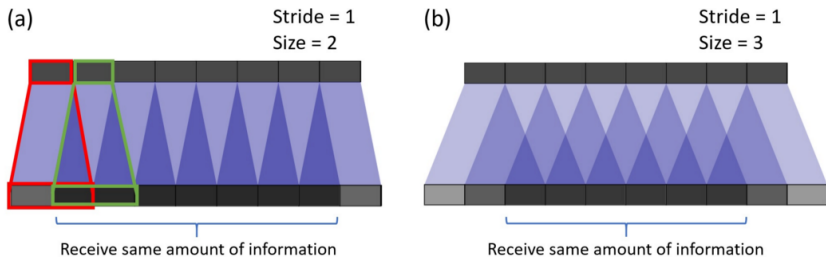 (a)
Stride = 1
Size = 2
Receive same amount of information
(b)
Stride = 1
Size = 3
Receive same amount of information